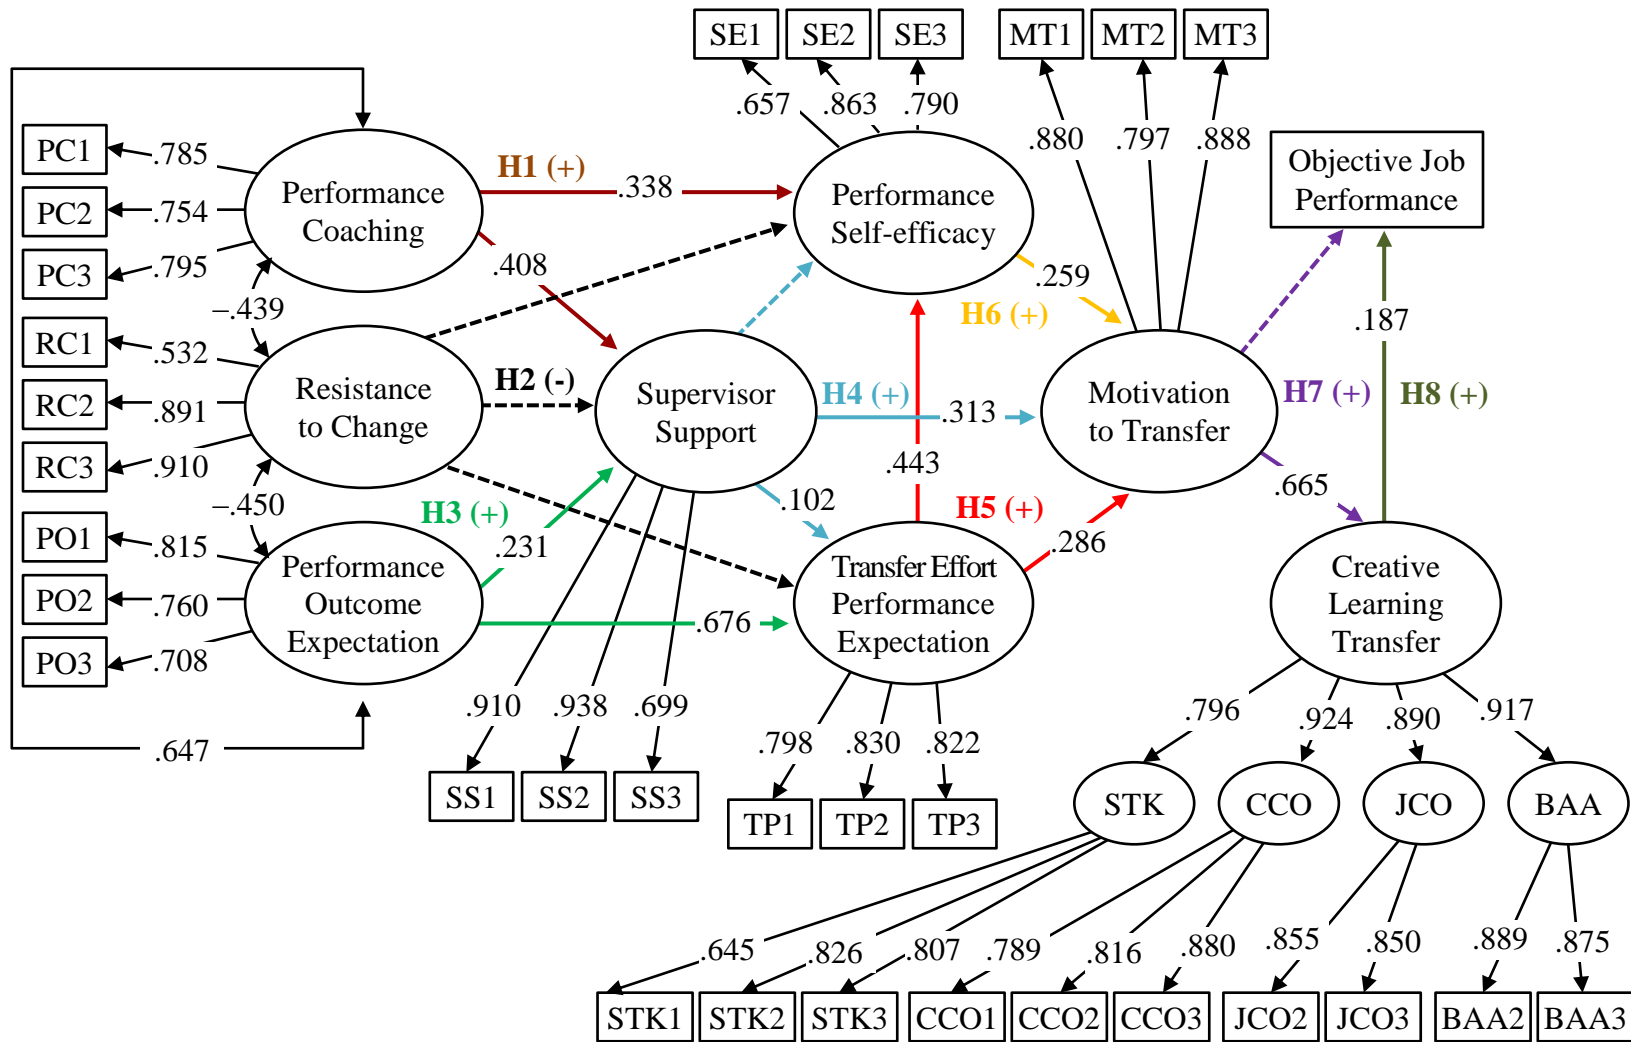 SE1
SE2
SE3
MT1
MT2
MT3
.657
.863
.790
.880
.797
.888
PC1
PC2
PC3
.785
.754
.795
Performance
Coaching
H1 (+)
.338
.408
Performance
Self-efficacy
Objective Job
Performance
.259
H6 (+)
.187
–.439
RC1
RC2
RC3
.532
.891
.910
Resistance
to Change
H2 (-)
Supervisor
Support
H4 (+)
.313
Motivation
to Transfer
H7 (+)
H8 (+)
.443
–.450
H3 (+)
.231
.102
H5 (+)
.286
.665
PO1
PO2
PO3
.815
.760
.708
Performance
Outcome
Expectation
.676
Transfer Effort
Performance
Expectation
Creative
Learning
Transfer
.647
.910
.938
.699
.798
.830
.822
.796
.924
.890
.917
SS1
SS2
SS3
TP1
TP2
TP3
STK
CCO
JCO
BAA
.645
.826
.807
.789
.816
.880
.855
.850
.889
.875
STK1
STK2
STK3
CCO1
CCO2
CCO3
JCO2
JCO3
BAA2
BAA3